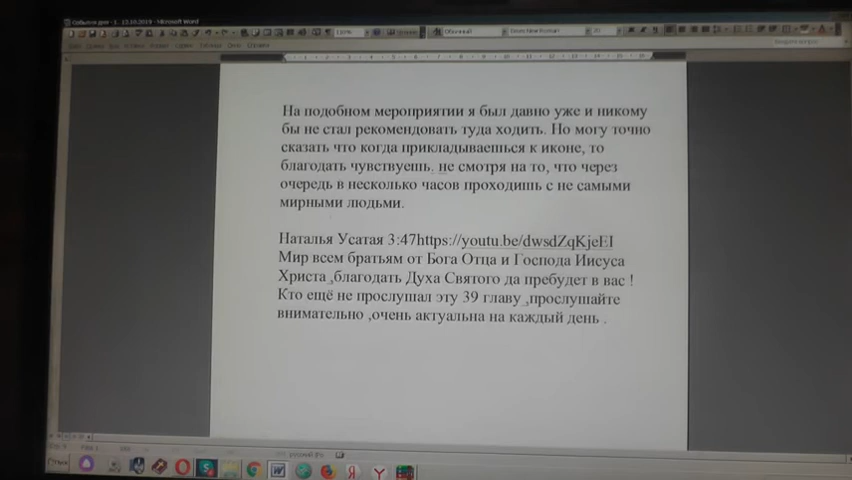 Microsoft Word
На подобном мероприятии я был давно уже и никому
бы не стал рекомендовать туда ходить. Но могу точно
сказать что когда прикладываешься к иконе, то
благодать чувствуешь. не смотря на то, что через
очередь в несколько часов проходишь с не самыми
мирными людьми.
Наталья Усатая 3:47https://youtu.be/dwsdZqKjeEI
Мир всем братьям от Бога Отца и Господа Иисуса
Христа ,благодать Духа Святого да пребудет в вас !
Кто ещё не прослушал эту 39 главу ,прослушайте
внимательно ,очень актуальна на каждый день .